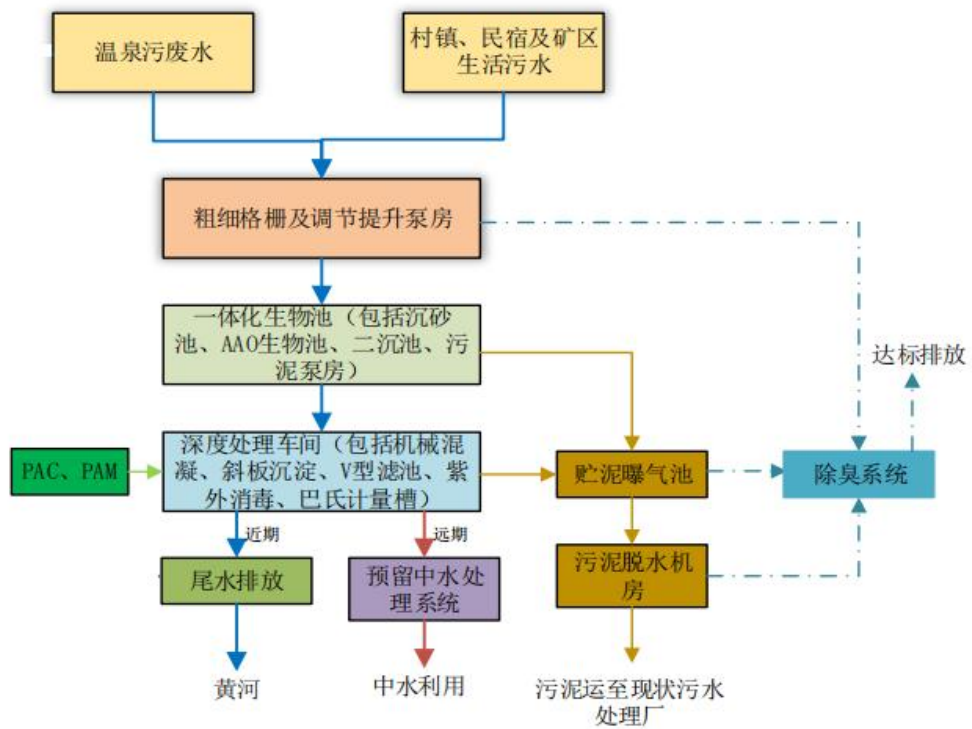 温泉污废水
村镇、民宿及矿区
生活污水
粗细格栅及调节提升泵房
一体化生物池（包括沉砂
池、AAO生物池、二沉池、污
泥泵房）
达标排放
PAC、PAM
深度处理车间（包括机械混
凝、斜板沉淀、V型滤池、紫
外消毒、巴氏计量槽）
贮泥曝气池
除臭系统
近期
远期
尾水排放
预留中水处
理系统
污泥脱水机
房
黄河
中水利用
污泥运至现状污水
处理厂